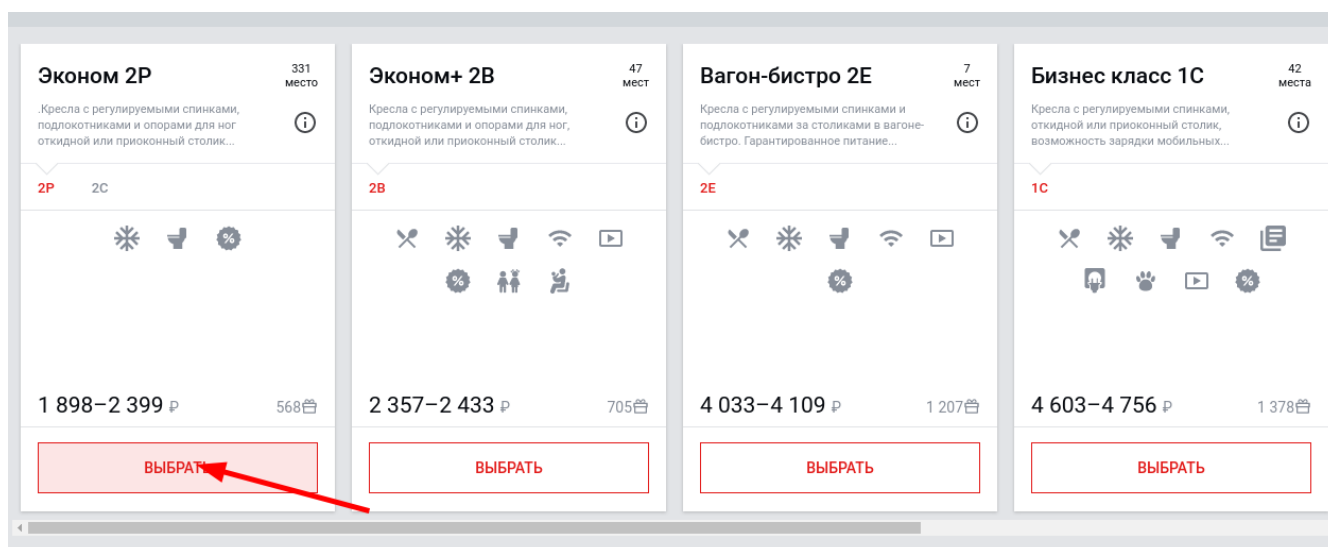 Эконом 2Р
331
место
.Кресла с регулируемыми спинками,
подлокотниками и опорами для ног
откидной или приоконный столик...
2Р 2С
%
1 898–2 399 ₽
568
ВЫБРАТЬ
Эконом+ 2В
47
мест
Кресла с регулируемыми спинками,
подлокотниками и опорами для ног,
откидной или приоконный столик...
2В
%
2 357–2 433 ₽
705
ВЫБРАТЬ
Вагон-бистро 2Е
7
мест
Кресла с регулируемыми спинками и
подлокотниками за столиками в вагоне-
бистро. Гарантированное питание...
2Е
%
4 033–4 109 ₽
1 207
ВЫБРАТЬ
Бизнес класс 1С
42
места
Кресла с регулируемыми спинками,
откидной или приоконный столик,
возможность зарядки мобильных...
1С
%
4 603–4 756 ₽
1 378
ВЫБРАТЬ